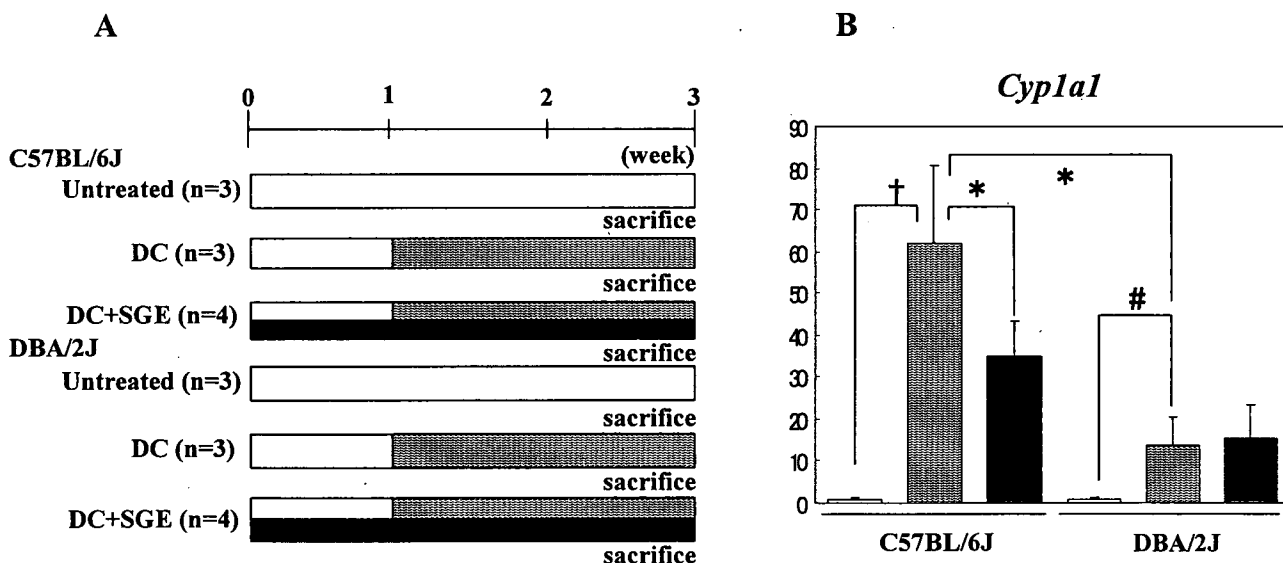 A
0 1 2 3
(week)
C57BL/6J
Untreated (n=3)
sacrifice
DC (n=3)
sacrifice
DC+SGE (n=4)
sacrifice
DBA/2J
Untreated (n=3)
sacrifice
DC (n=3)
sacrifice
DC+SGE (n=4)
sacrifice
B
Cyp1a1
90
80
70
60
50
40
30
20
10
0
†
*
*
#
C57BL/6J
DBA/2J